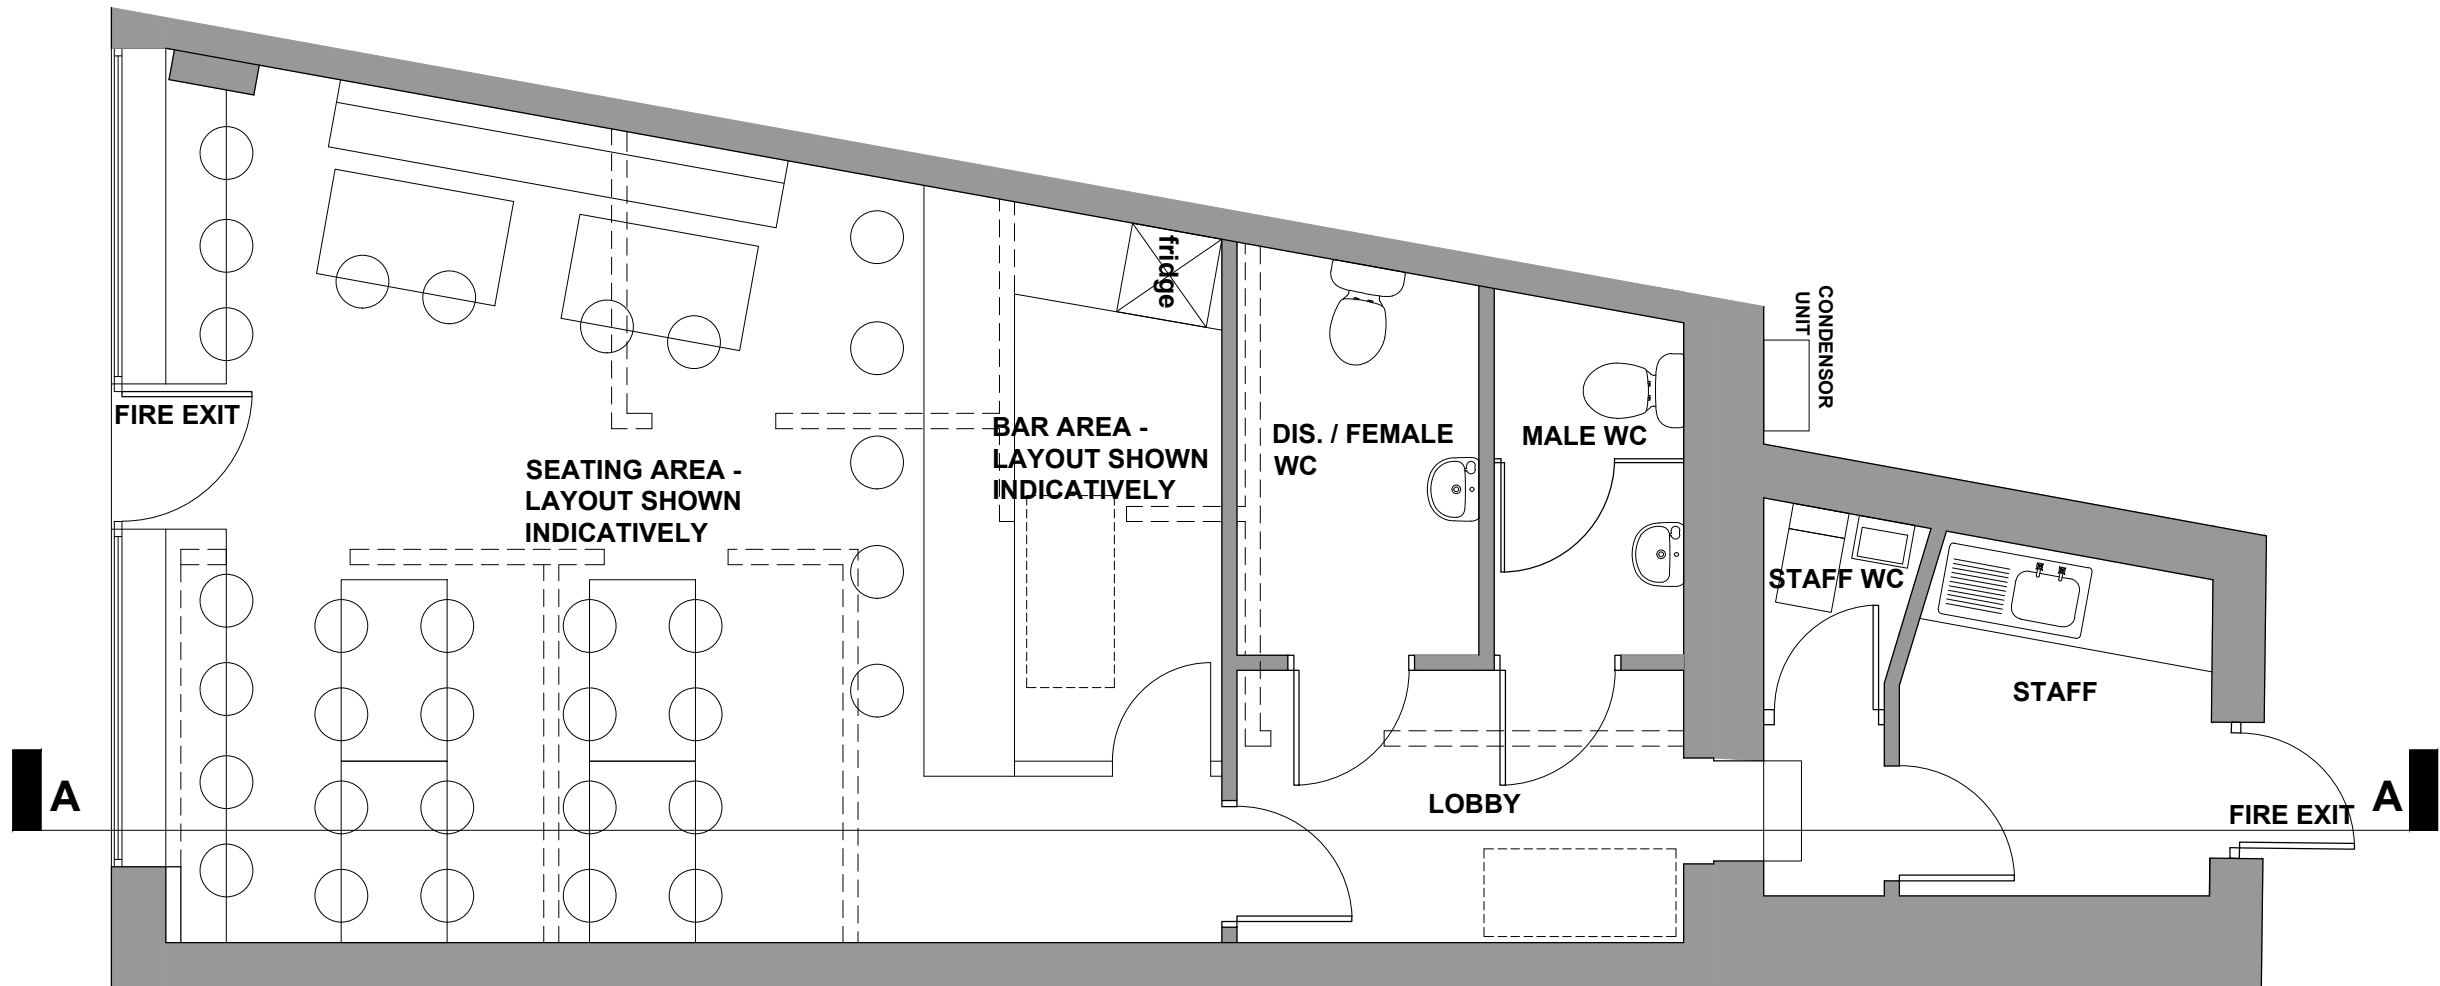 fridge
CONDENSOR
UNIT
FIRE EXIT
SEATING AREA -
LAYOUT SHOWN
INDICATIVELY
BAR AREA -
LAYOUT SHOWN
INDICATIVELY
DIS. / FEMALE
WC
MALE WC
STAFF WC
STAFF
A
LOBBY
FIRE EXIT
A